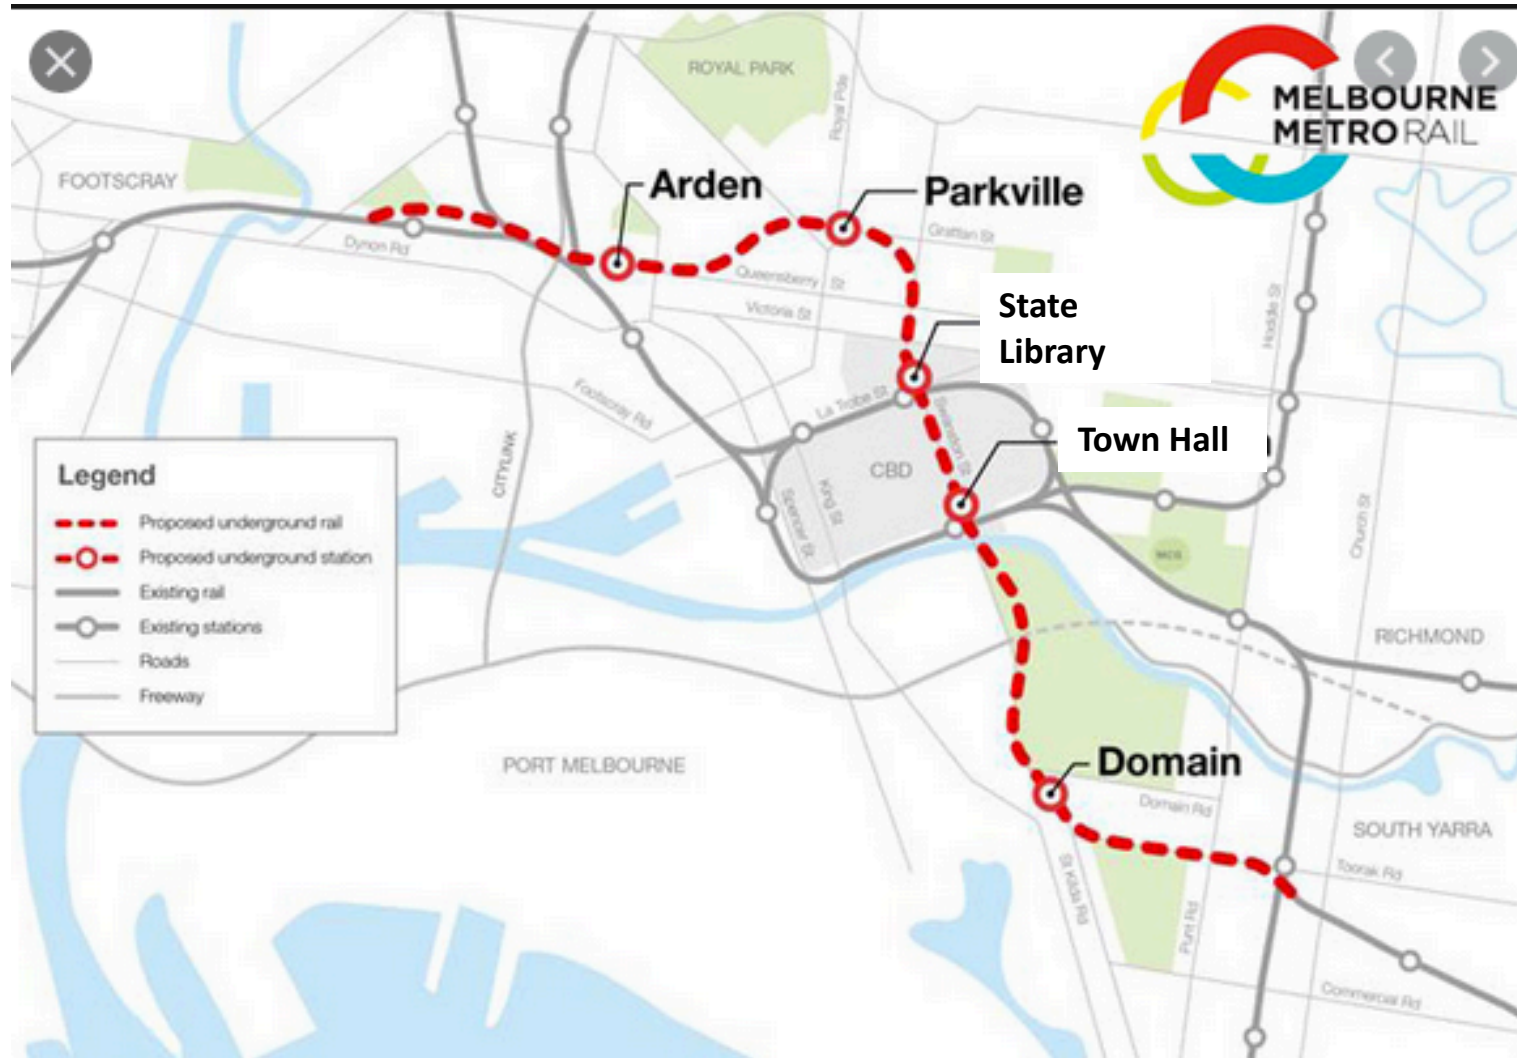 ROYAL PARK
Royal Pde
MELBOURNE
METRO RAIL
FOOTSCRAY
Arden
Parkville
Dynon Rd
Grattan St
Queensberry St
Victoria St
State
Library
Hoddle St
Footscray Rd
La Trobe St
Swanston St
Town Hall
CBD
CITYLINK
King St
Spencer St
Church St
MCG
Legend
Proposed underground rail
Proposed underground station
Existing rail
Existing stations
Roads
Freeway
RICHMOND
PORT MELBOURNE
Domain
Domain Rd
SOUTH YARRA
Toorak Rd
St Kilda Rd
Punt Rd
Commercial Rd